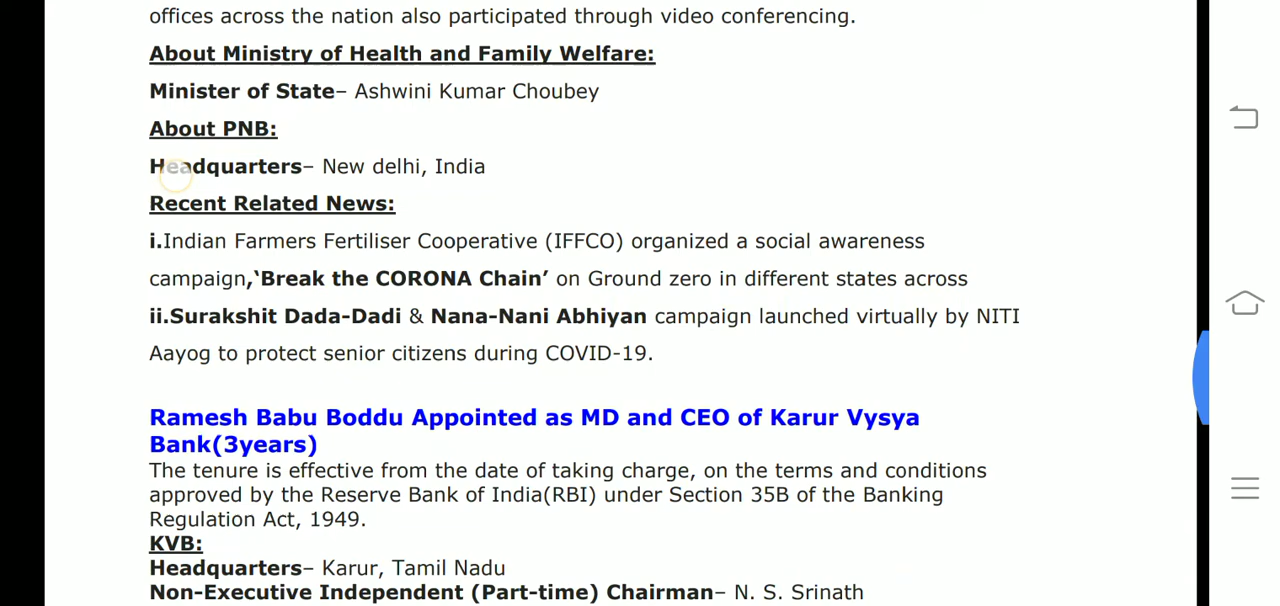 offices across the nation also participated through video conferencing.
About Ministry of Health and Family Welfare:
Minister of State– Ashwini Kumar Choubey
About PNB:
Headquarters– New delhi, India
Recent Related News:
i.Indian Farmers Fertiliser Cooperative (IFFCO) organized a social awareness
campaign,‘Break the CORONA Chain’ on Ground zero in different states across
ii.Surakshit Dada-Dadi & Nana-Nani Abhiyan campaign launched virtually by NITI
Aayog to protect senior citizens during COVID-19.
Ramesh Babu Boddu Appointed as MD and CEO of Karur Vysya
Bank(3years)
The tenure is effective from the date of taking charge, on the terms and conditions
approved by the Reserve Bank of India(RBI) under Section 35B of the Banking
Regulation Act, 1949.
KVB:
Headquarters– Karur, Tamil Nadu
Non-Executive Independent (Part-time) Chairman– N. S. Srinath